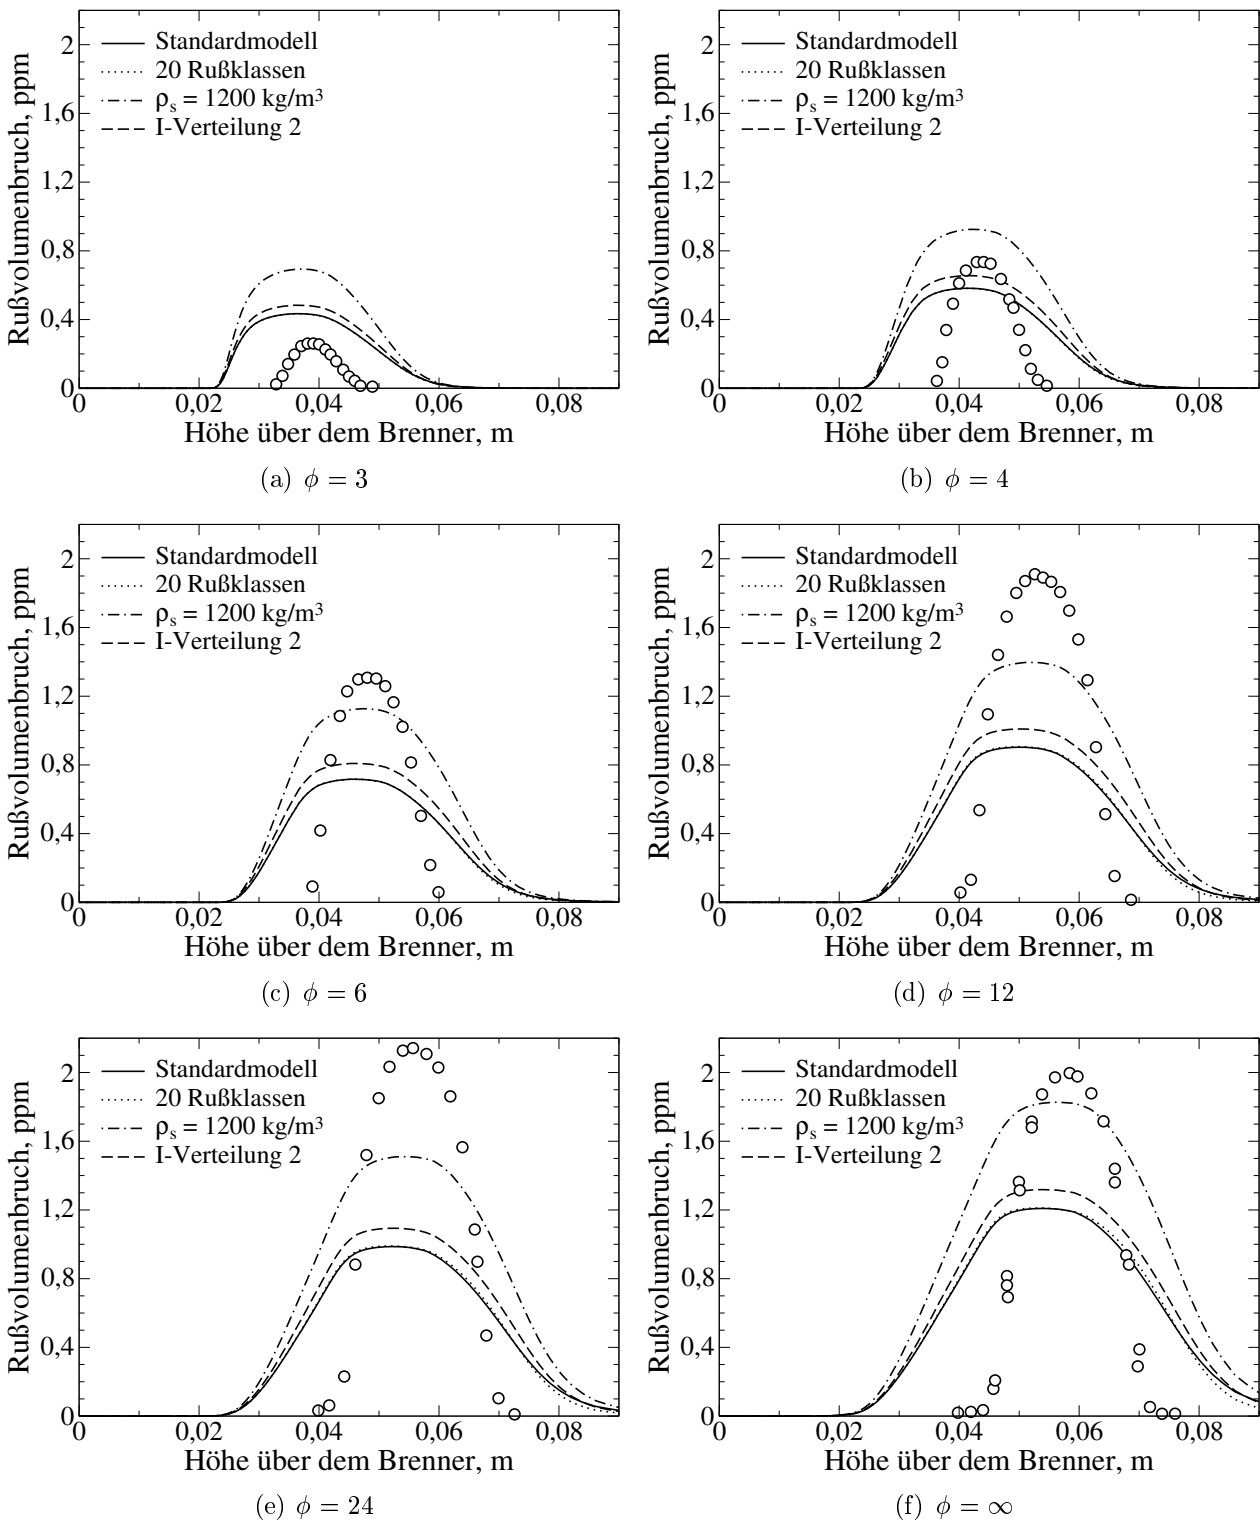 Rußvolumenbruch, ppm
2
1,6
1,2
0,8
0,4
0
Standardmodell
20 Rußklassen
ρs = 1200 kg/m³
I-Verteilung 2
0 0,02 0,04 0,06 0,08
Höhe über dem Brenner, m
(a) ϕ = 3
Rußvolumenbruch, ppm
2
1,6
1,2
0,8
0,4
0
Standardmodell
20 Rußklassen
ρs = 1200 kg/m³
I-Verteilung 2
0 0,02 0,04 0,06 0,08
Höhe über dem Brenner, m
(b) ϕ = 4
Rußvolumenbruch, ppm
2
1,6
1,2
0,8
0,4
0
Standardmodell
20 Rußklassen
ρs = 1200 kg/m³
I-Verteilung 2
0 0,02 0,04 0,06 0,08
Höhe über dem Brenner, m
(c) ϕ = 6
Rußvolumenbruch, ppm
2
1,6
1,2
0,8
0,4
0
Standardmodell
20 Rußklassen
ρs = 1200 kg/m³
I-Verteilung 2
0 0,02 0,04 0,06 0,08
Höhe über dem Brenner, m
(d) ϕ = 12
Rußvolumenbruch, ppm
2
1,6
1,2
0,8
0,4
0
Standardmodell
20 Rußklassen
ρs = 1200 kg/m³
I-Verteilung 2
0 0,02 0,04 0,06 0,08
Höhe über dem Brenner, m
(e) ϕ = 24
Rußvolumenbruch, ppm
2
1,6
1,2
0,8
0,4
0
Standardmodell
20 Rußklassen
ρs = 1200 kg/m³
I-Verteilung 2
0 0,02 0,04 0,06 0,08
Höhe über dem Brenner, m
(f) ϕ = ∞